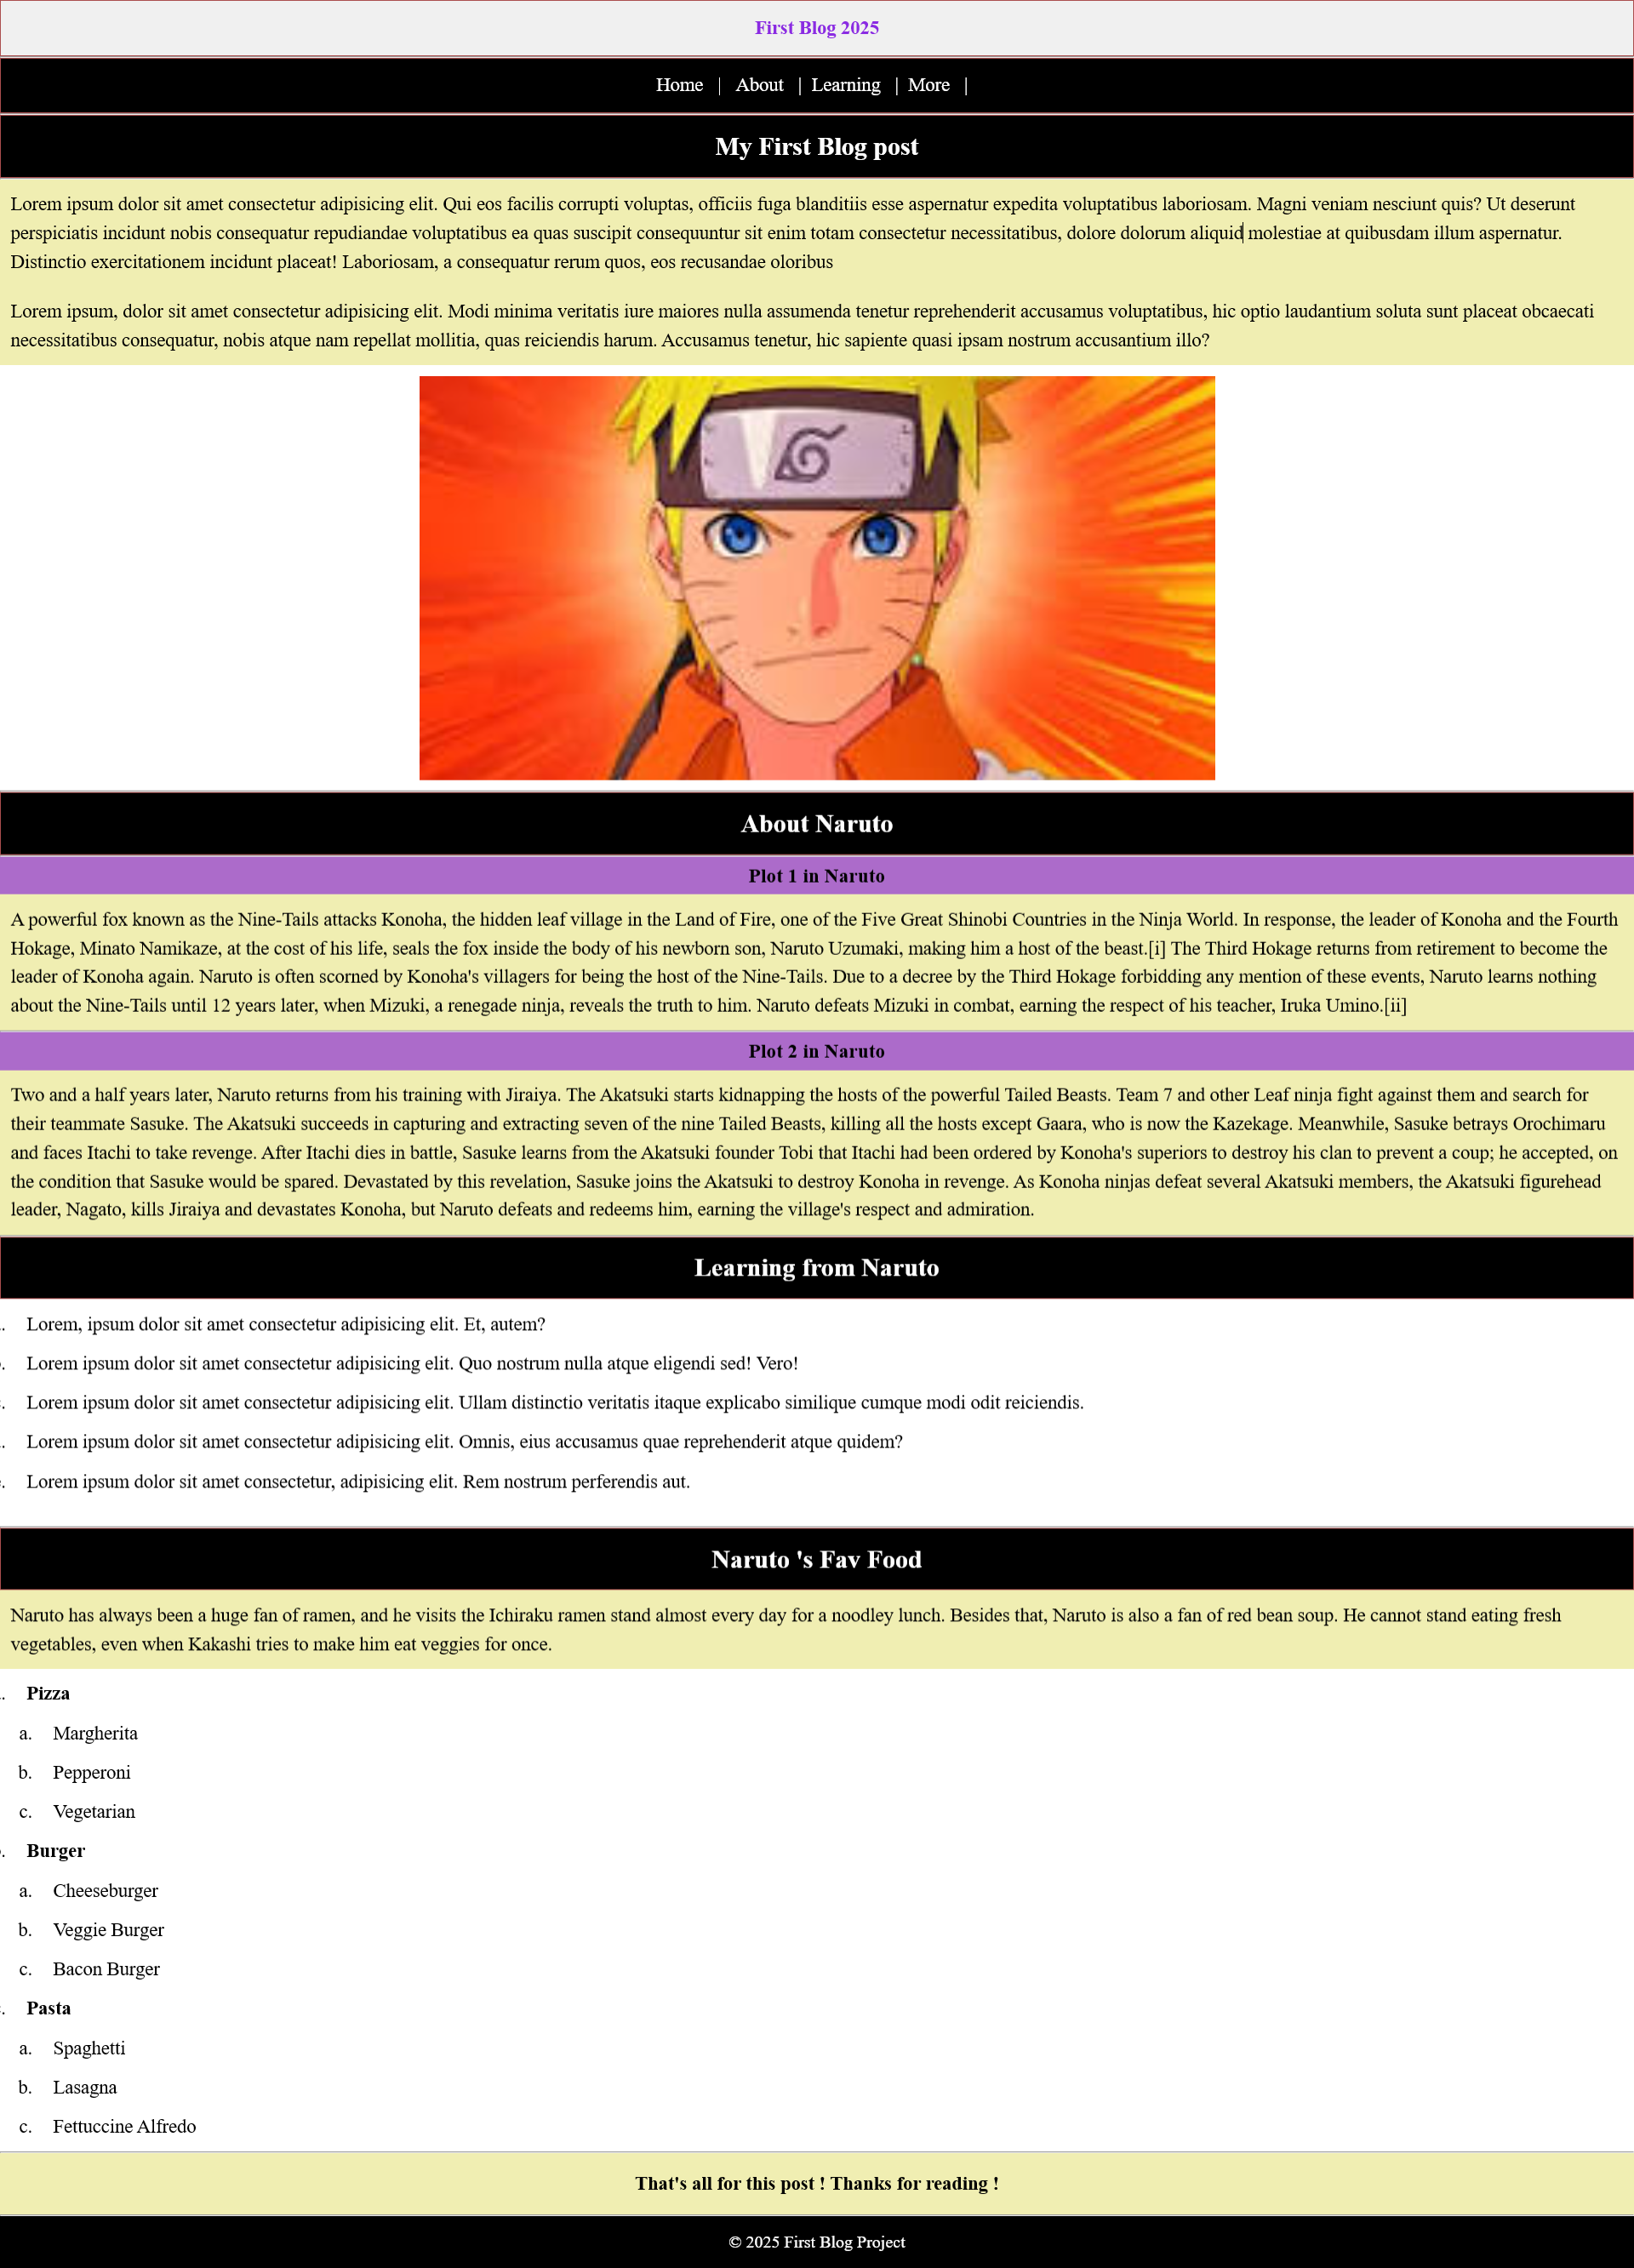 First Blog 2025
Home | About | Learning | More |
My First Blog post
Lorem ipsum dolor sit amet consectetur adipisicing elit. Qui eos facilis corrupti voluptas, officiis fuga blanditiis esse aspernatur expedita voluptatibus laboriosam. Magni veniam nesciunt quis? Ut deserunt
perspiciatis incidunt nobis consequatur repudiandae voluptatibus ea quas suscipit consequuntur sit enim totam consectetur necessitatibus, dolore dolorum aliquid molestiae at quibusdam illum aspernatur.
Distinctio exercitationem incidunt placeat! Laboriosam, a consequatur rerum quos, eos recusandae oloribus
Lorem ipsum, dolor sit amet consectetur adipisicing elit. Modi minima veritatis iure maiores nulla assumenda tenetur reprehenderit accusamus voluptatibus, hic optio laudantium soluta sunt placeat obcaecati
necessitatibus consequatur, nobis atque nam repellat mollitia, quas reiciendis harum. Accusamus tenetur, hic sapiente quasi ipsam nostrum accusantium illo?
About Naruto
Plot 1 in Naruto
A powerful fox known as the Nine-Tails attacks Konoha, the hidden leaf village in the Land of Fire, one of the Five Great Shinobi Countries in the Ninja World. In response, the leader of Konoha and the Fourth
Hokage, Minato Namikaze, at the cost of his life, seals the fox inside the body of his newborn son, Naruto Uzumaki, making him a host of the beast.[i] The Third Hokage returns from retirement to become the
leader of Konoha again. Naruto is often scorned by Konoha's villagers for being the host of the Nine-Tails. Due to a decree by the Third Hokage forbidding any mention of these events, Naruto learns nothing
about the Nine-Tails until 12 years later, when Mizuki, a renegade ninja, reveals the truth to him. Naruto defeats Mizuki in combat, earning the respect of his teacher, Iruka Umino.[ii]
Plot 2 in Naruto
Two and a half years later, Naruto returns from his training with Jiraiya. The Akatsuki starts kidnapping the hosts of the powerful Tailed Beasts. Team 7 and other Leaf ninja fight against them and search for
their teammate Sasuke. The Akatsuki succeeds in capturing and extracting seven of the nine Tailed Beasts, killing all the hosts except Gaara, who is now the Kazekage. Meanwhile, Sasuke betrays Orochimaru
and faces Itachi to take revenge. After Itachi dies in battle, Sasuke learns from the Akatsuki founder Tobi that Itachi had been ordered by Konoha's superiors to destroy his clan to prevent a coup; he accepted, on
the condition that Sasuke would be spared. Devastated by this revelation, Sasuke joins the Akatsuki to destroy Konoha in revenge. As Konoha ninjas defeat several Akatsuki members, the Akatsuki figurehead
leader, Nagato, kills Jiraiya and devastates Konoha, but Naruto defeats and redeems him, earning the village's respect and admiration.
Learning from Naruto
Lorem, ipsum dolor sit amet consectetur adipisicing elit. Et, autem?
Lorem ipsum dolor sit amet consectetur adipisicing elit. Quo nostrum nulla atque eligendi sed! Vero!
Lorem ipsum dolor sit amet consectetur adipisicing elit. Ullam distinctio veritatis itaque explicabo similique cumque modi odit reiciendis.
Lorem ipsum dolor sit amet consectetur adipisicing elit. Omnis, eius accusamus quae reprehenderit atque quidem?
Lorem ipsum dolor sit amet consectetur, adipisicing elit. Rem nostrum perferendis aut.
Naruto 's Fav Food
Naruto has always been a huge fan of ramen, and he visits the Ichiraku ramen stand almost every day for a noodley lunch. Besides that, Naruto is also a fan of red bean soup. He cannot stand eating fresh
vegetables, even when Kakashi tries to make him eat veggies for once.
Pizza
a. Margherita
b. Pepperoni
c. Vegetarian
Burger
a. Cheeseburger
b. Veggie Burger
c. Bacon Burger
Pasta
a. Spaghetti
b. Lasagna
c. Fettuccine Alfredo
That's all for this post ! Thanks for reading !
© 2025 First Blog Project